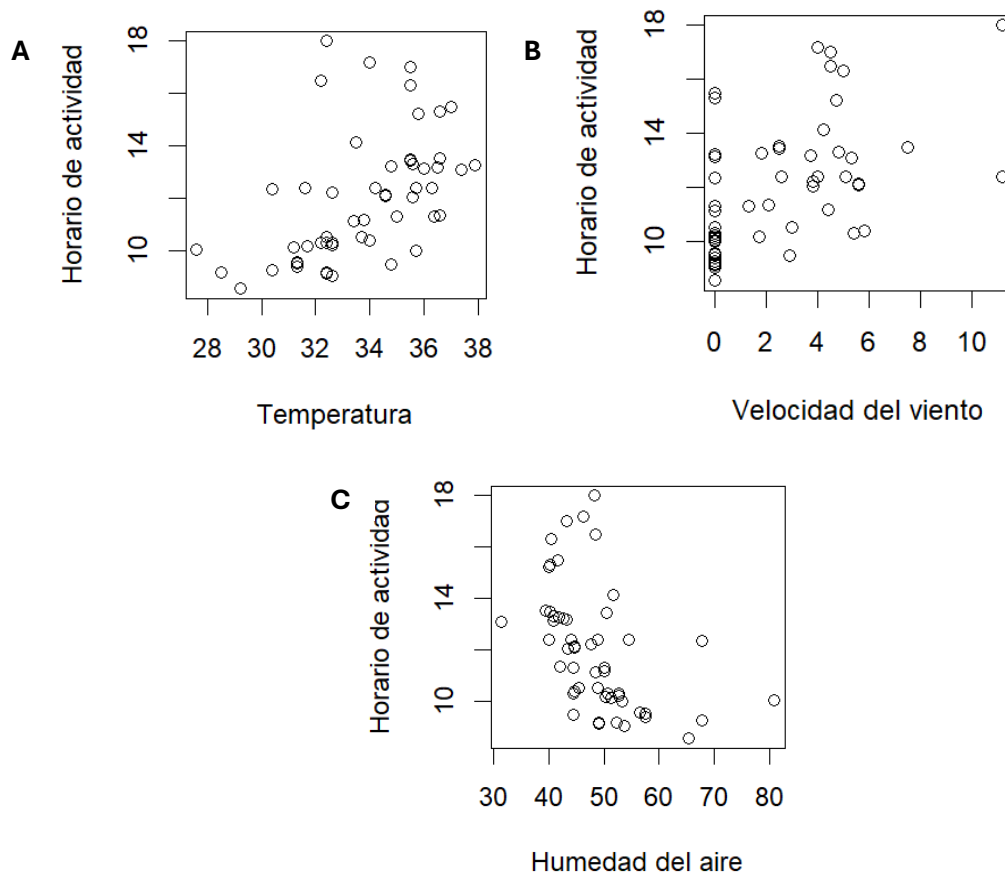 A
Horario de actividad
18
14
10
28 30 32 34 36 38
Temperatura
B
Horario de actividad
18
14
10
0 2 4 6 8 10
Velocidad del viento
C
Horario de actividad
18
14
10
30 40 50 60 70 80
Humedad del aire